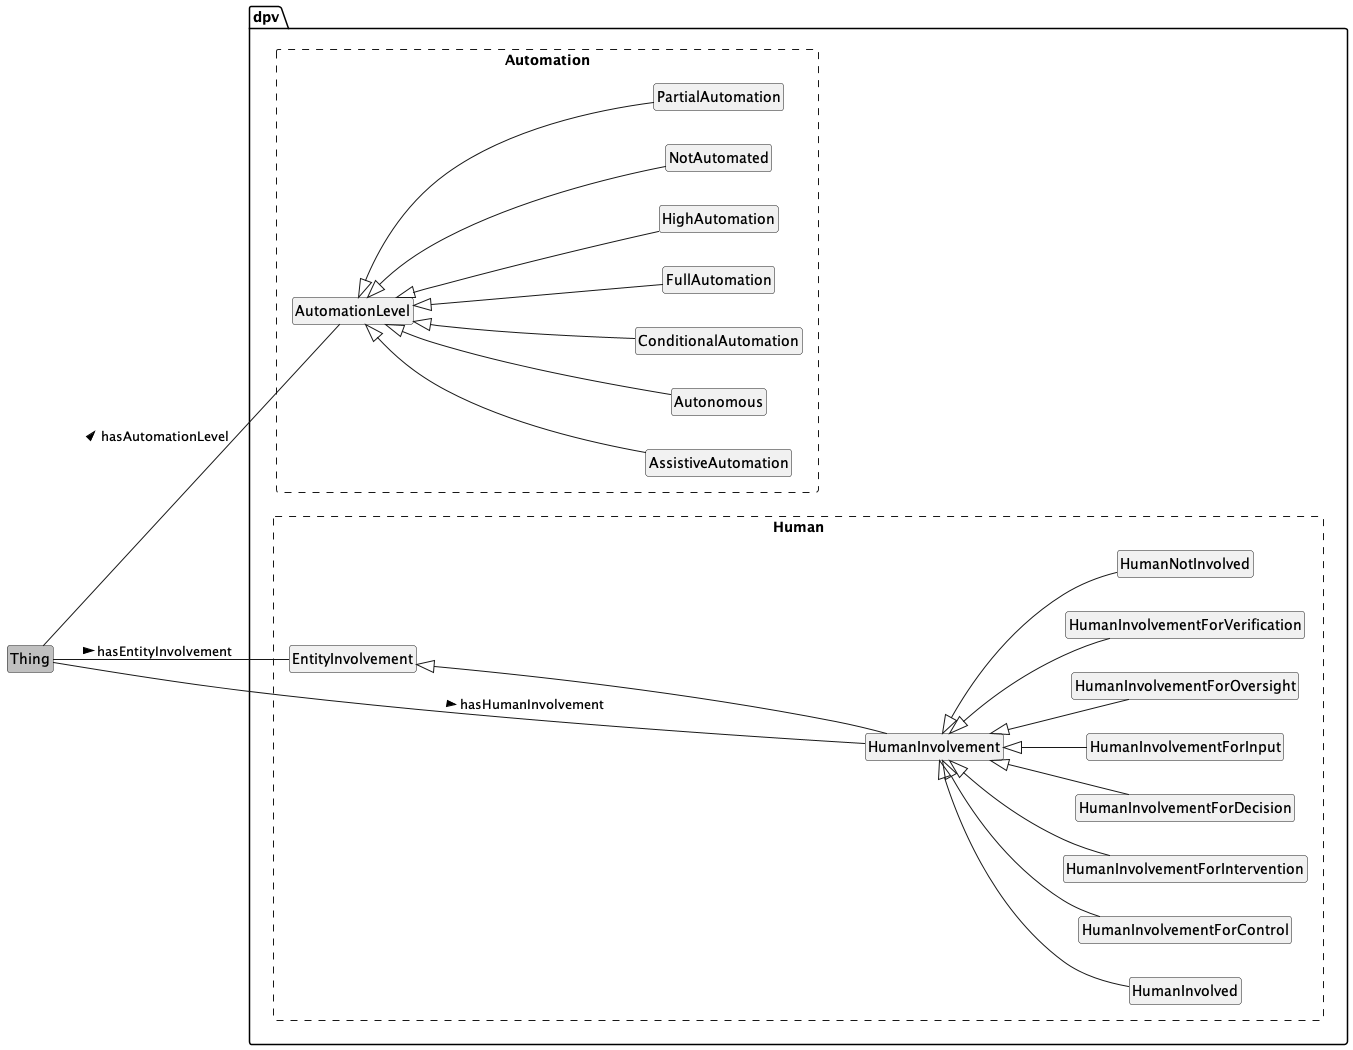 dpv
Automation
PartialAutomation
NotAutomated
HighAutomation
FullAutomation
AutomationLevel
ConditionalAutomation
Autonomous
hasAutomationLevel
AssistiveAutomation
Human
HumanNotInvolved
HumanInvolvementForVerification
Thing
hasEntityInvolvement
EntityInvolvement
HumanInvolvementForOversight
hasHumanInvolvement
HumanInvolvement
HumanInvolvementForInput
HumanInvolvementForDecision
HumanInvolvementForIntervention
HumanInvolvementForControl
HumanInvolved